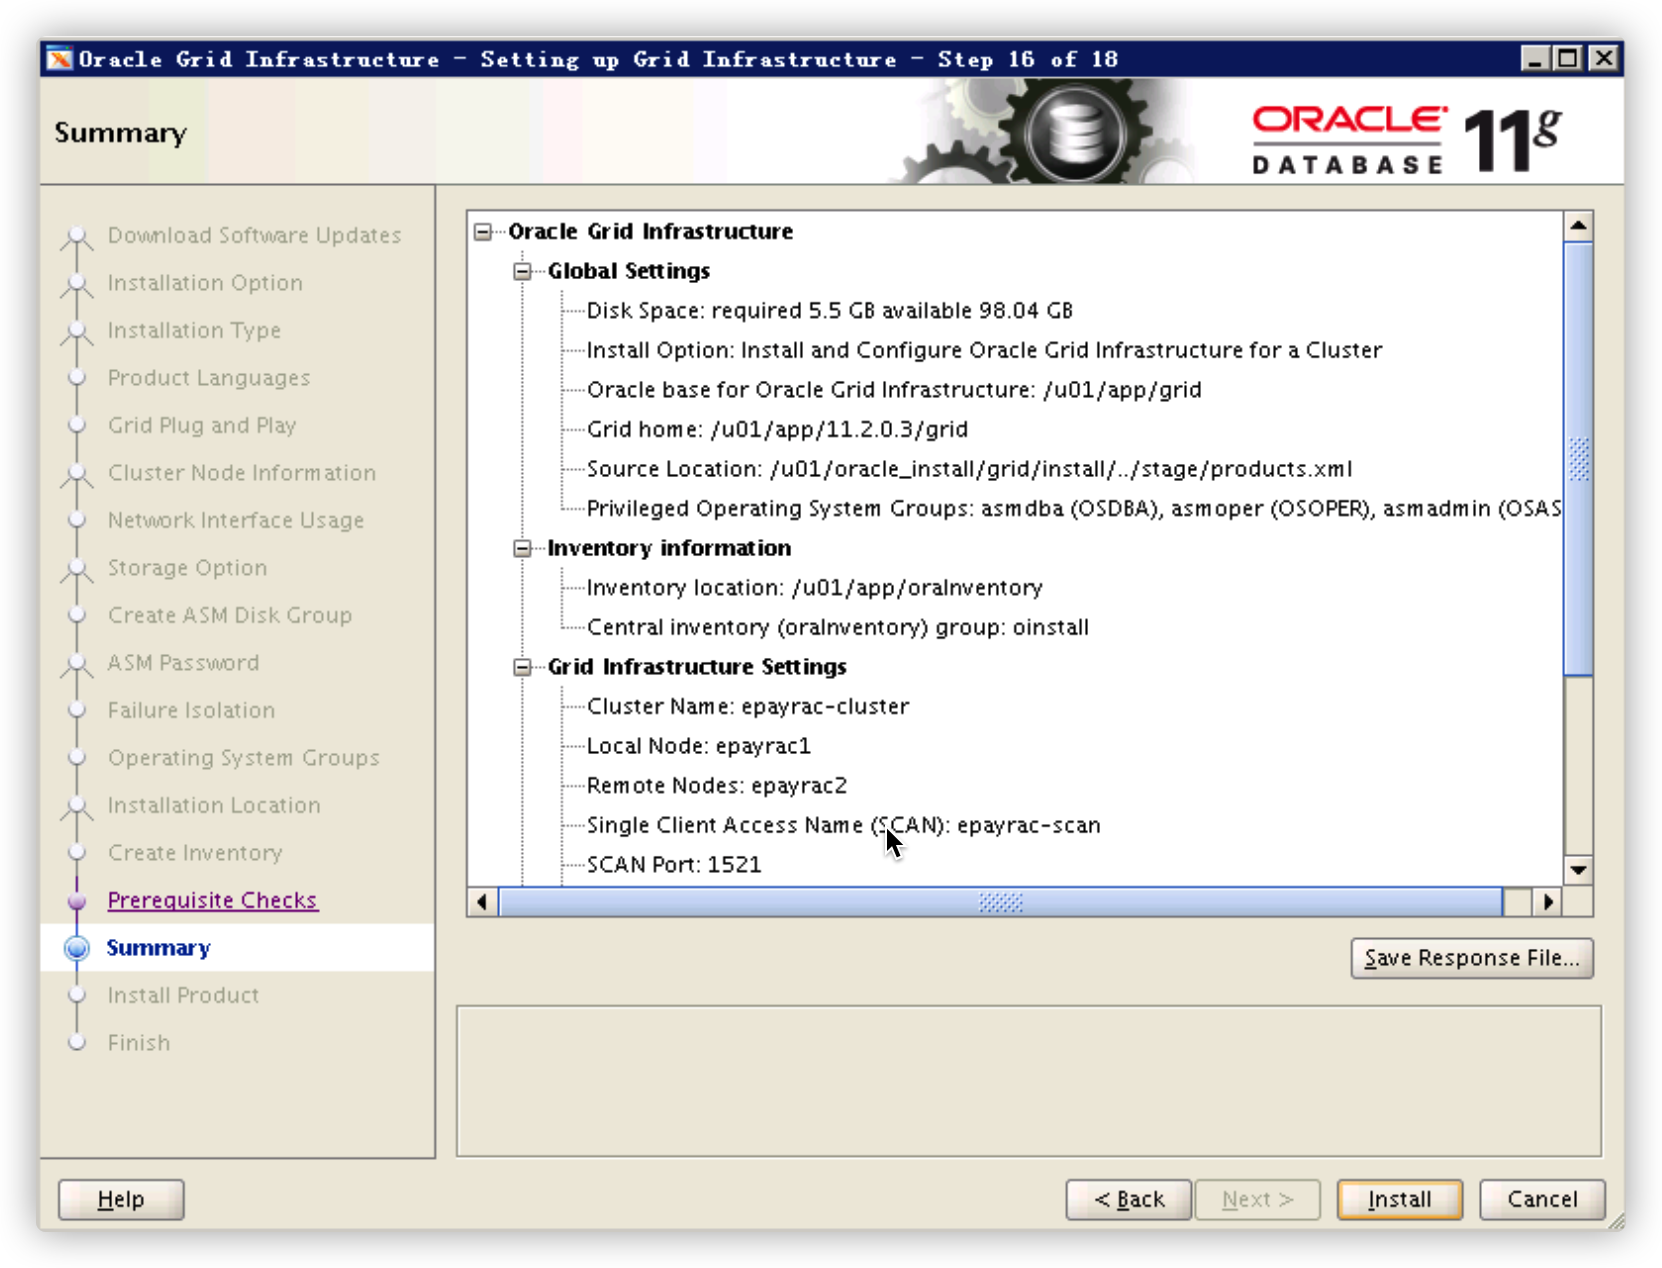 Oracle Grid Infrastructure - Setting up Grid Infrastructure - Step 16 of 18
Summary
ORACLE
DATABASE
11g
Download Software Updates
Installation Option
Installation Type
Product Languages
Grid Plug and Play
Cluster Node Information
Network Interface Usage
Storage Option
Create ASM Disk Group
ASM Password
Failure Isolation
Operating System Groups
Installation Location
Create Inventory
Prerequisite Checks
Summary
Install Product
Finish
Oracle Grid Infrastructure
Global Settings
Disk Space: required 5.5 GB available 98.04 GB
Install Option: Install and Configure Oracle Grid Infrastructure for a Cluster
Oracle base for Oracle Grid Infrastructure: /u01/app/grid
Grid home: /u01/app/11.2.0.3/grid
Source Location: /u01/oracle_install/grid/install/../stage/products.xml
Privileged Operating System Groups: asmdba (OSDBA), asmoper (OSOPER), asmadmin (OSAS
Inventory information
Inventory location: /u01/app/oraInventory
Central inventory (oraInventory) group: oinstall
Grid Infrastructure Settings
Cluster Name: epayrac-cluster
Local Node: epayrac1
Remote Nodes: epayrac2
Single Client Access Name (SCAN): epayrac-scan
SCAN Port: 1521
Save Response File...
Help
< Back
Next >
Install
Cancel